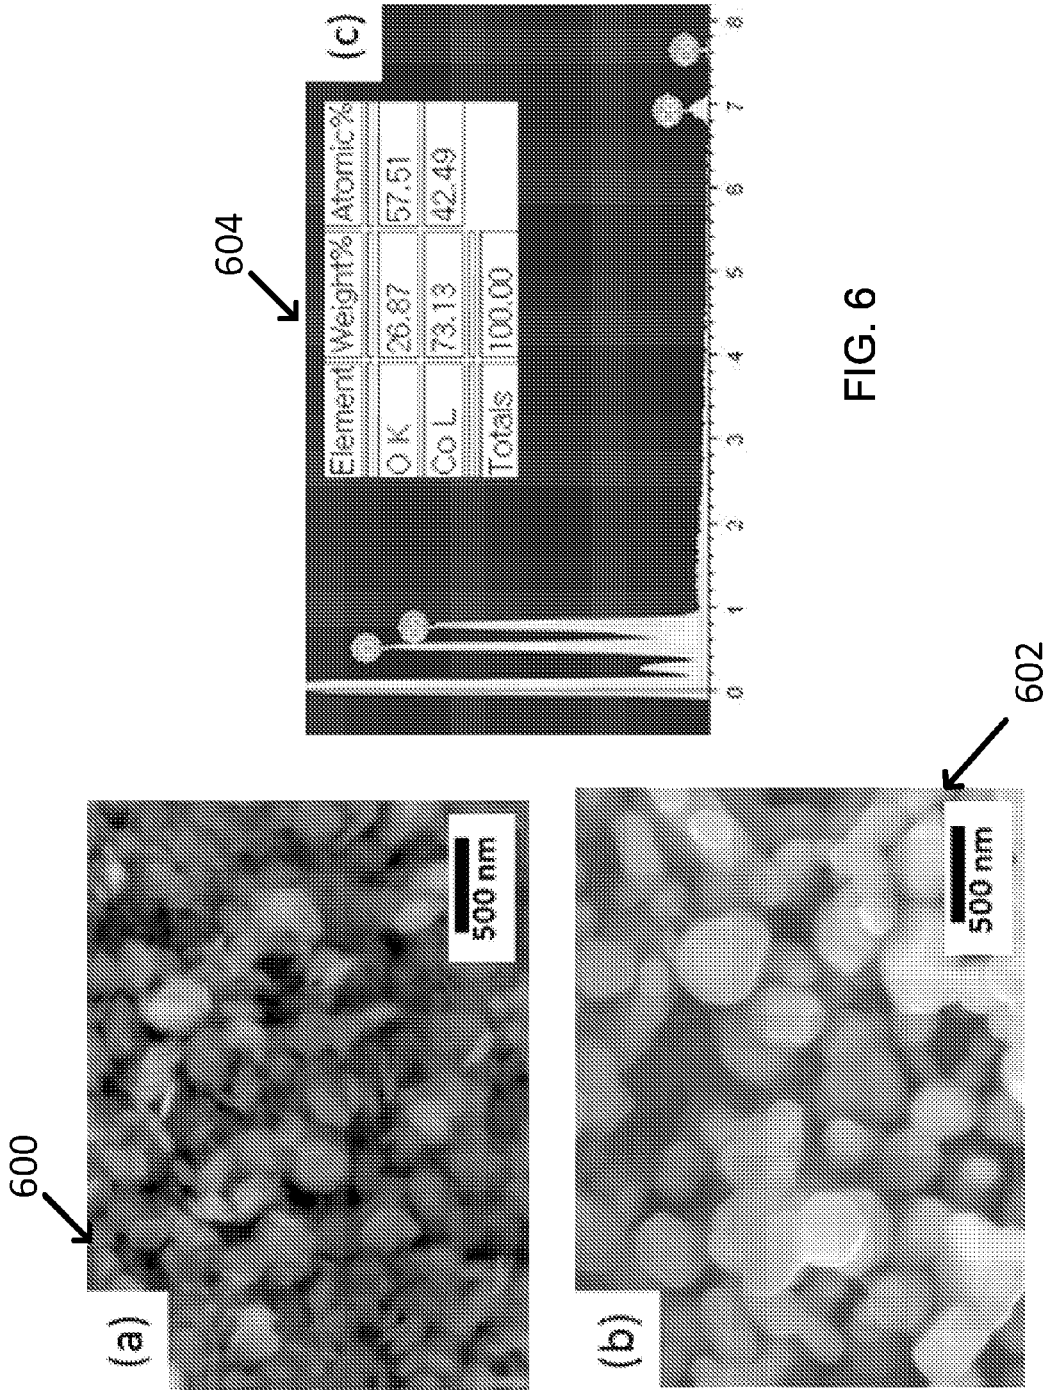 600
(a)
500 nm
(b)
500 nm
602
604
(c)
Element Weight% Atomic%
O K 26.87 57.51
Co L 73.13 42.49
Totals 100.00
0 1 2 3 4 5 6 7 8
FIG. 6